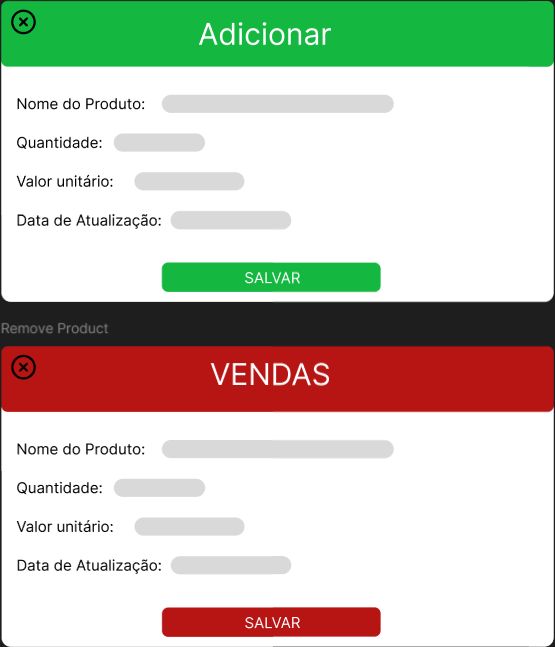 Adicionar
Nome do Produto:
Quantidade:
Valor unitário:
Data de Atualização:
SALVAR
Remove Product
VENDAS
Nome do Produto:
Quantidade:
Valor unitário:
Data de Atualização:
SALVAR